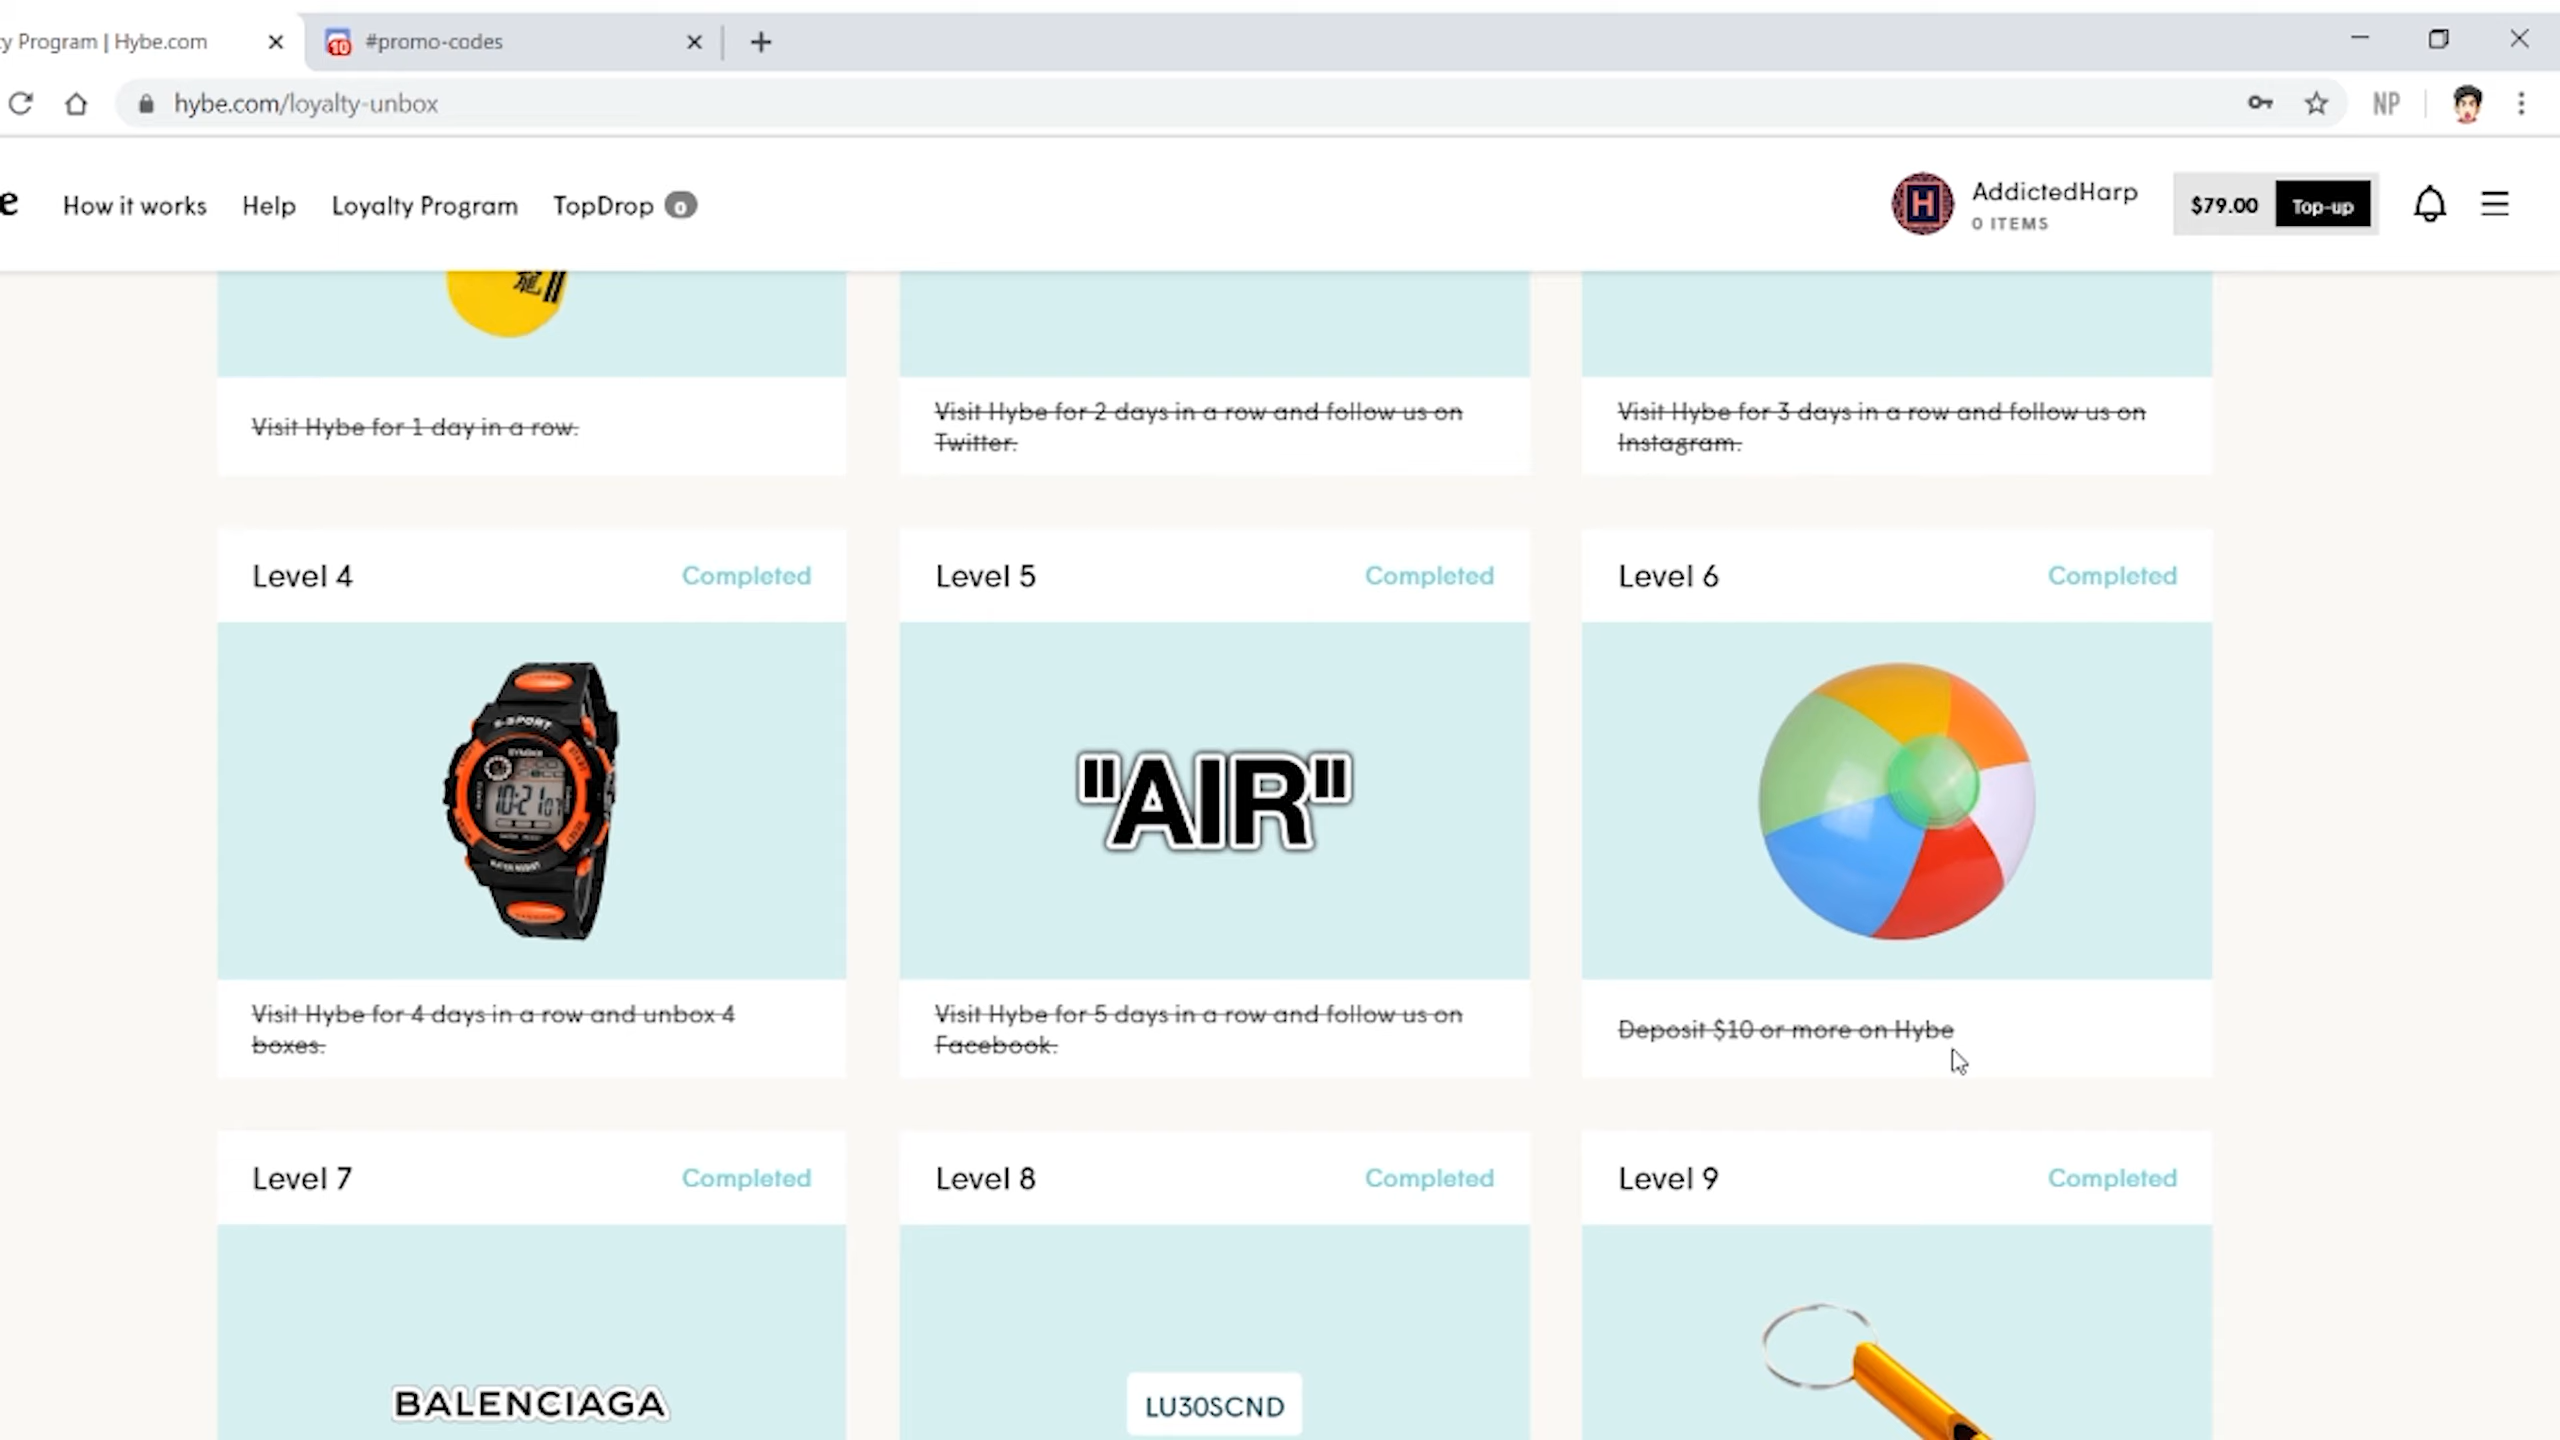 y Program | Hybe.com
10 #promo-codes
hybe.com/loyalty-unbox
NP
e How it works Help Loyalty Program TopDrop 0
AddictedHarp
0 ITEMS
$79.00 Top-up
Visit Hybe for 1 day in a row.
Visit Hybe for 2 days in a row and follow us on
Twitter.
Visit Hybe for 3 days in a row and follow us on
Instagram.
Level 4 Completed
Level 5 Completed
Level 6 Completed
10:21
"AIR"
Visit Hybe for 4 days in a row and unbox 4
boxes.
Visit Hybe for 5 days in a row and follow us on
Facebook.
Deposit $10 or more on Hybe
Level 7 Completed
Level 8 Completed
Level 9 Completed
BALENCIAGA
LU30SCND